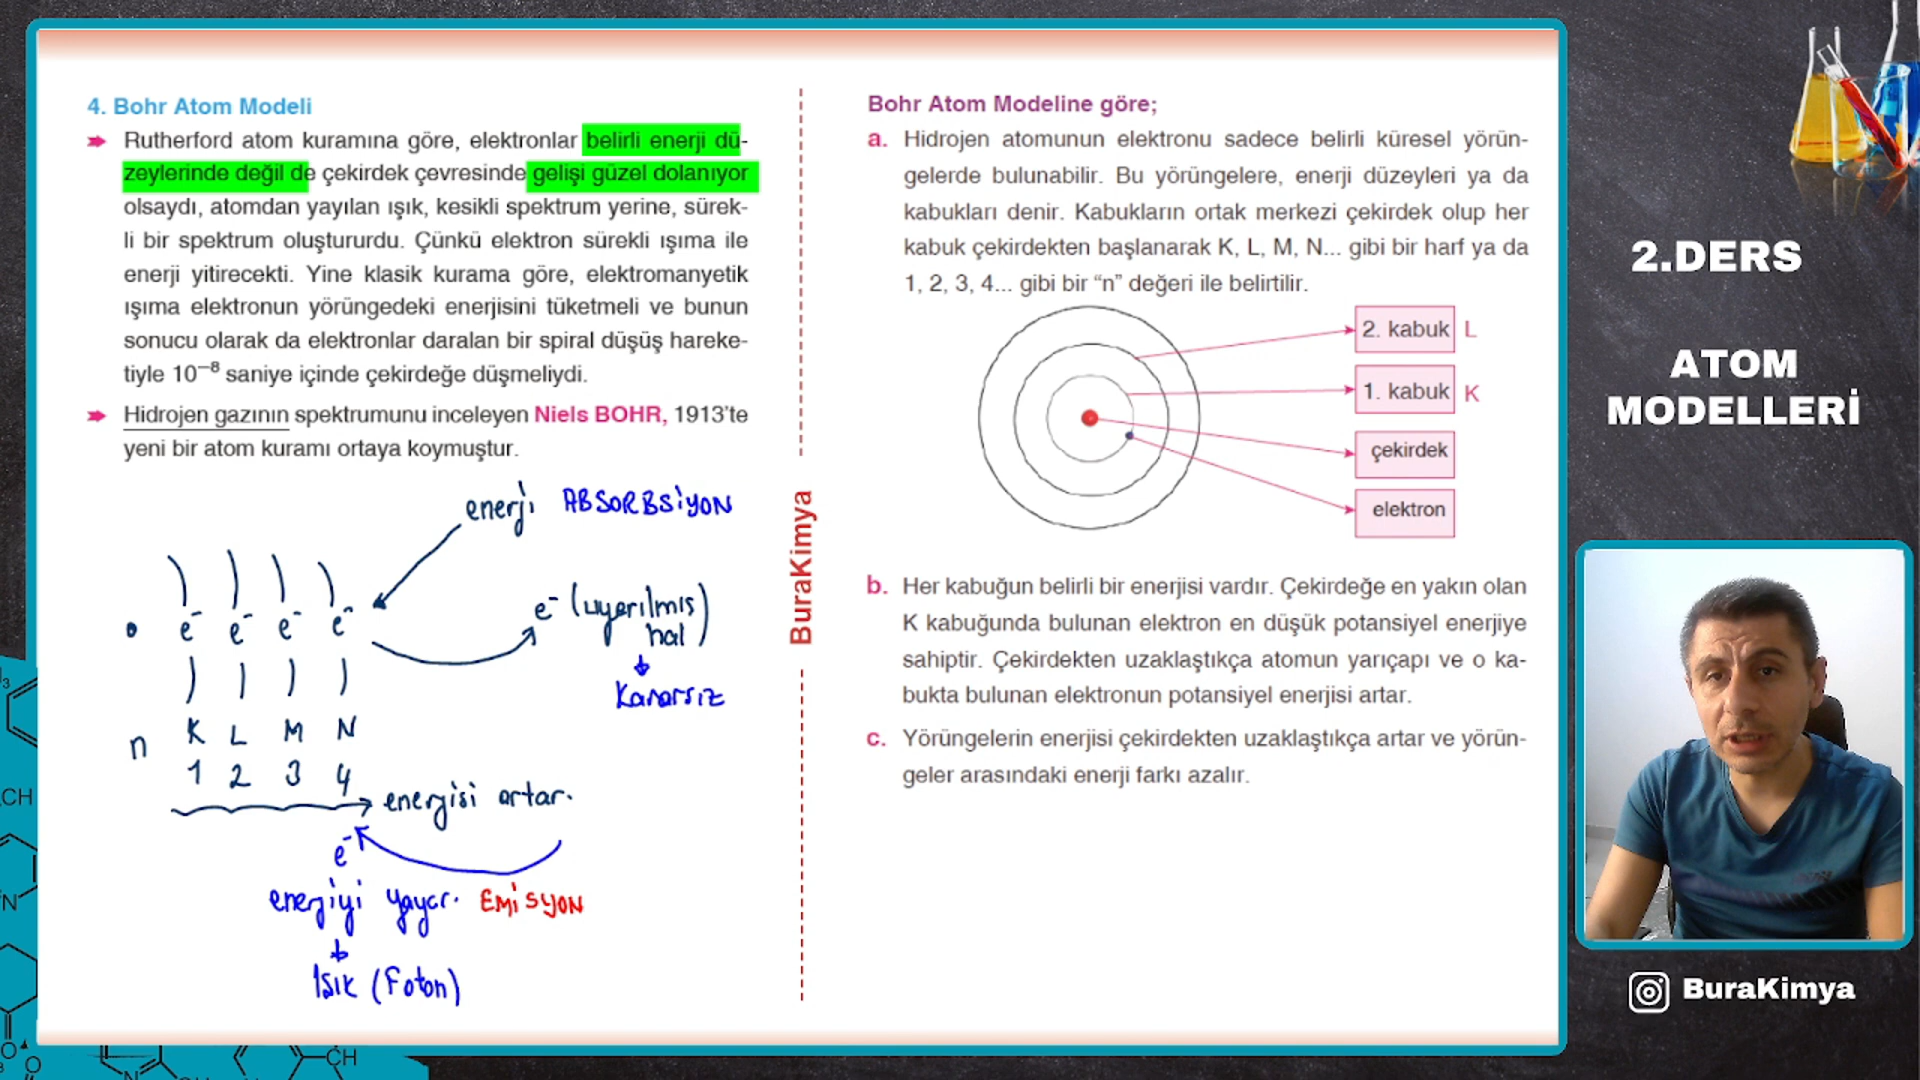 4. Bohr Atom Modeli
Rutherford atom kuramına göre, elektronlar belirli enerji dü-
zeylerinde değil de çekirdek çevresinde gelişi güzel dolanıyor
olsaydı, atomdan yayılan ışık, kesikli spektrum yerine, sürek-
li bir spektrum oluştururdu. Çünkü elektron sürekli ışıma ile
enerji yitirecekti. Yine klasik kurama göre, elektromanyetik
ışıma elektronun yörüngedeki enerjisini tüketmeli ve bunun
sonucu olarak da elektronlar daralan bir spiral düşüş hareke-
tiyle 10⁻⁸ saniye içinde çekirdeğe düşmeliydi.
Hidrojen gazının spektrumunu inceleyen Niels BOHR, 1913'te
yeni bir atom kuramı ortaya koymuştur.
enerji ABSORBSİYON
e⁻ e⁻ e⁻ e⁻
e⁻ (uyarılmış
hal)
Kararsız
n K L M N
1 2 3 4
energisi artar.
e⁻
energiyi yayar. EMİSYON
Işık (Foton)
BuraKimya
Bohr Atom Modeline göre;
a. Hidrojen atomunun elektronu sadece belirli küresel yörün-
gelerde bulunabilir. Bu yörüngelere, enerji düzeyleri ya da
kabukları denir. Kabukların ortak merkezi çekirdek olup her
kabuk çekirdekten başlanarak K, L, M, N... gibi bir harf ya da
1, 2, 3, 4... gibi bir “n” değeri ile belirtilir.
2. kabuk L
1. kabuk K
çekirdek
elektron
b. Her kabuğun belirli bir enerjisi vardır. Çekirdeğe en yakın olan
K kabuğunda bulunan elektron en düşük potansiyel enerjiye
sahiptir. Çekirdekten uzaklaştıkça atomun yarıçapı ve o ka-
bukta bulunan elektronun potansiyel enerjisi artar.
c. Yörüngelerin enerjisi çekirdekten uzaklaştıkça artar ve yörün-
geler arasındaki enerji farkı azalır.
2.DERS
ATOM
MODELLERİ
BuraKimya
CH
N
O
O
CH